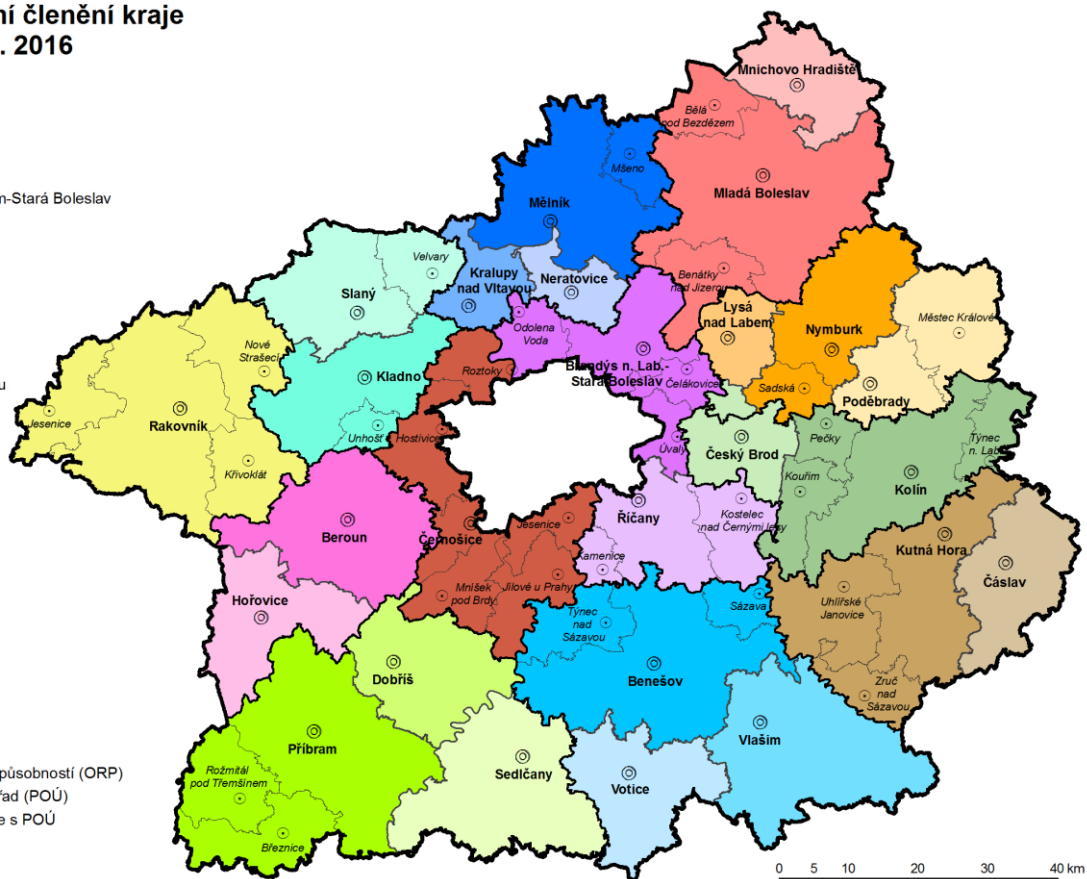 ní členění kraje
. 2016
Mnichovo Hradiště
Bělá
pod Bezdězem
Mšeno
Mladá Boleslav
n-Stará Boleslav
Mělník
Velvary
Kralupy
nad Vltavou
Neratovice
Benátky
nad Jizerou
Slaný
Lysá
nad Labem
Nymburk
Městec Králové
Odolena
Voda
Nové
Strašecí
Roztoky
Kladno
Brandýs n. Lab.-
Stará Boleslav
Čelákovice
Sadská
Poděbrady
u
Jesenice
Rakovník
Unhošť
Hostivice
Úvaly
Český Brod
Pečky
Týnec
n. Lab.
Křivoklát
Kouřim
Kolín
Beroun
Černošice
Jesenice
Říčany
Kostelec
nad Černými lesy
Kutná Hora
Kamenice
Čáslav
Hořovice
Mníšek
pod Brdy
Jílové u Prahy
Týnec
nad
Sázavou
Sázava
Uhlířské
Janovice
Dobříš
Benešov
Zruč
nad
Sázavou
Příbram
Vlašim
Sedlčany
Votice
Rožmitál
pod Třemšínem
Březnice
působností (ORP)
řad (POÚ)
e s POÚ
0 5 10 20 30 40 km